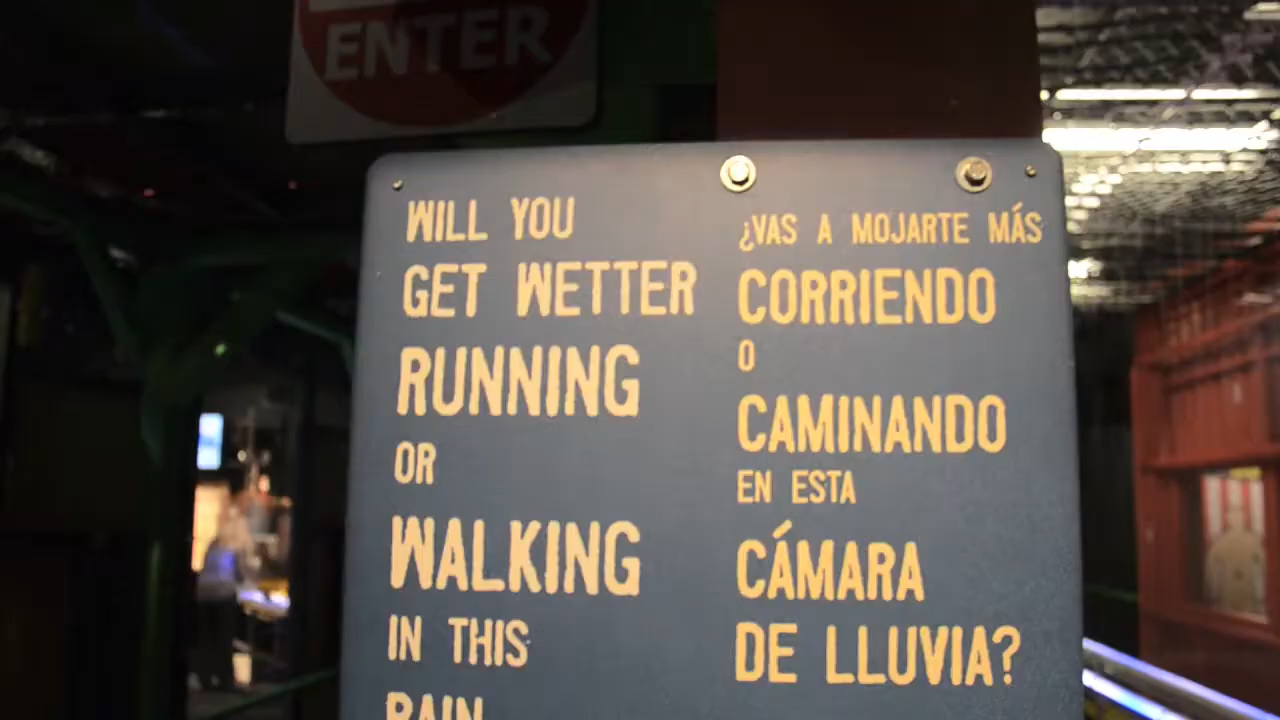 ENTER
WILL YOU
GET WETTER
RUNNING
OR
WALKING
IN THIS
RAIN
¿VAS A MOJARTE MÁS
CORRIENDO
O
CAMINANDO
EN ESTA
CÁMARA
DE LLUVIA?